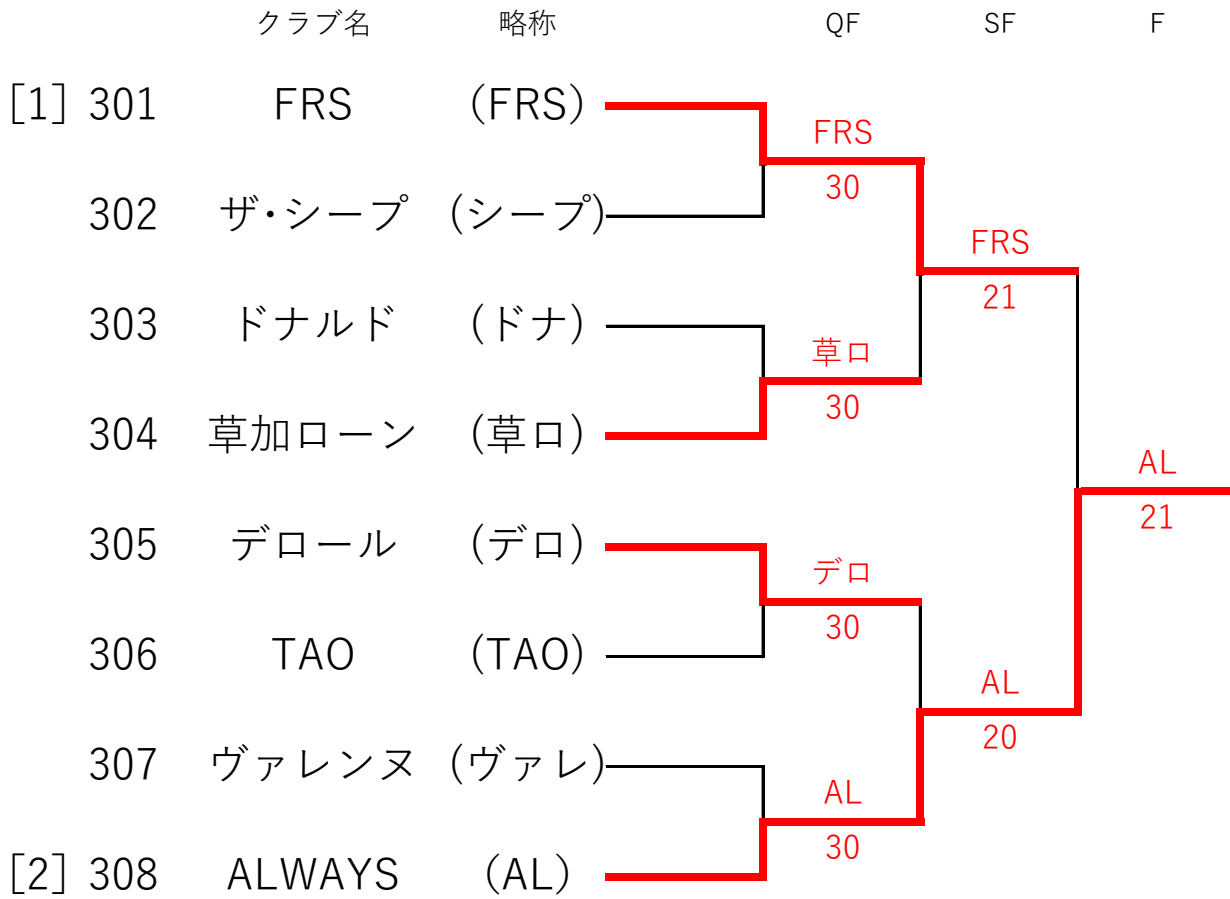 クラブ名 略称 QF SF F
[1] 301 FRS (FRS)
FRS
30
302 ザ・シープ (シープ)
FRS
21
303 ドナルド (ドナ)
草ロ
30
304 草加ローン (草ロ)
AL
21
305 デロール (デロ)
デロ
30
306 TAO (TAO)
AL
20
307 ヴァレンヌ (ヴァレ)
AL
30
[2] 308 ALWAYS (AL)